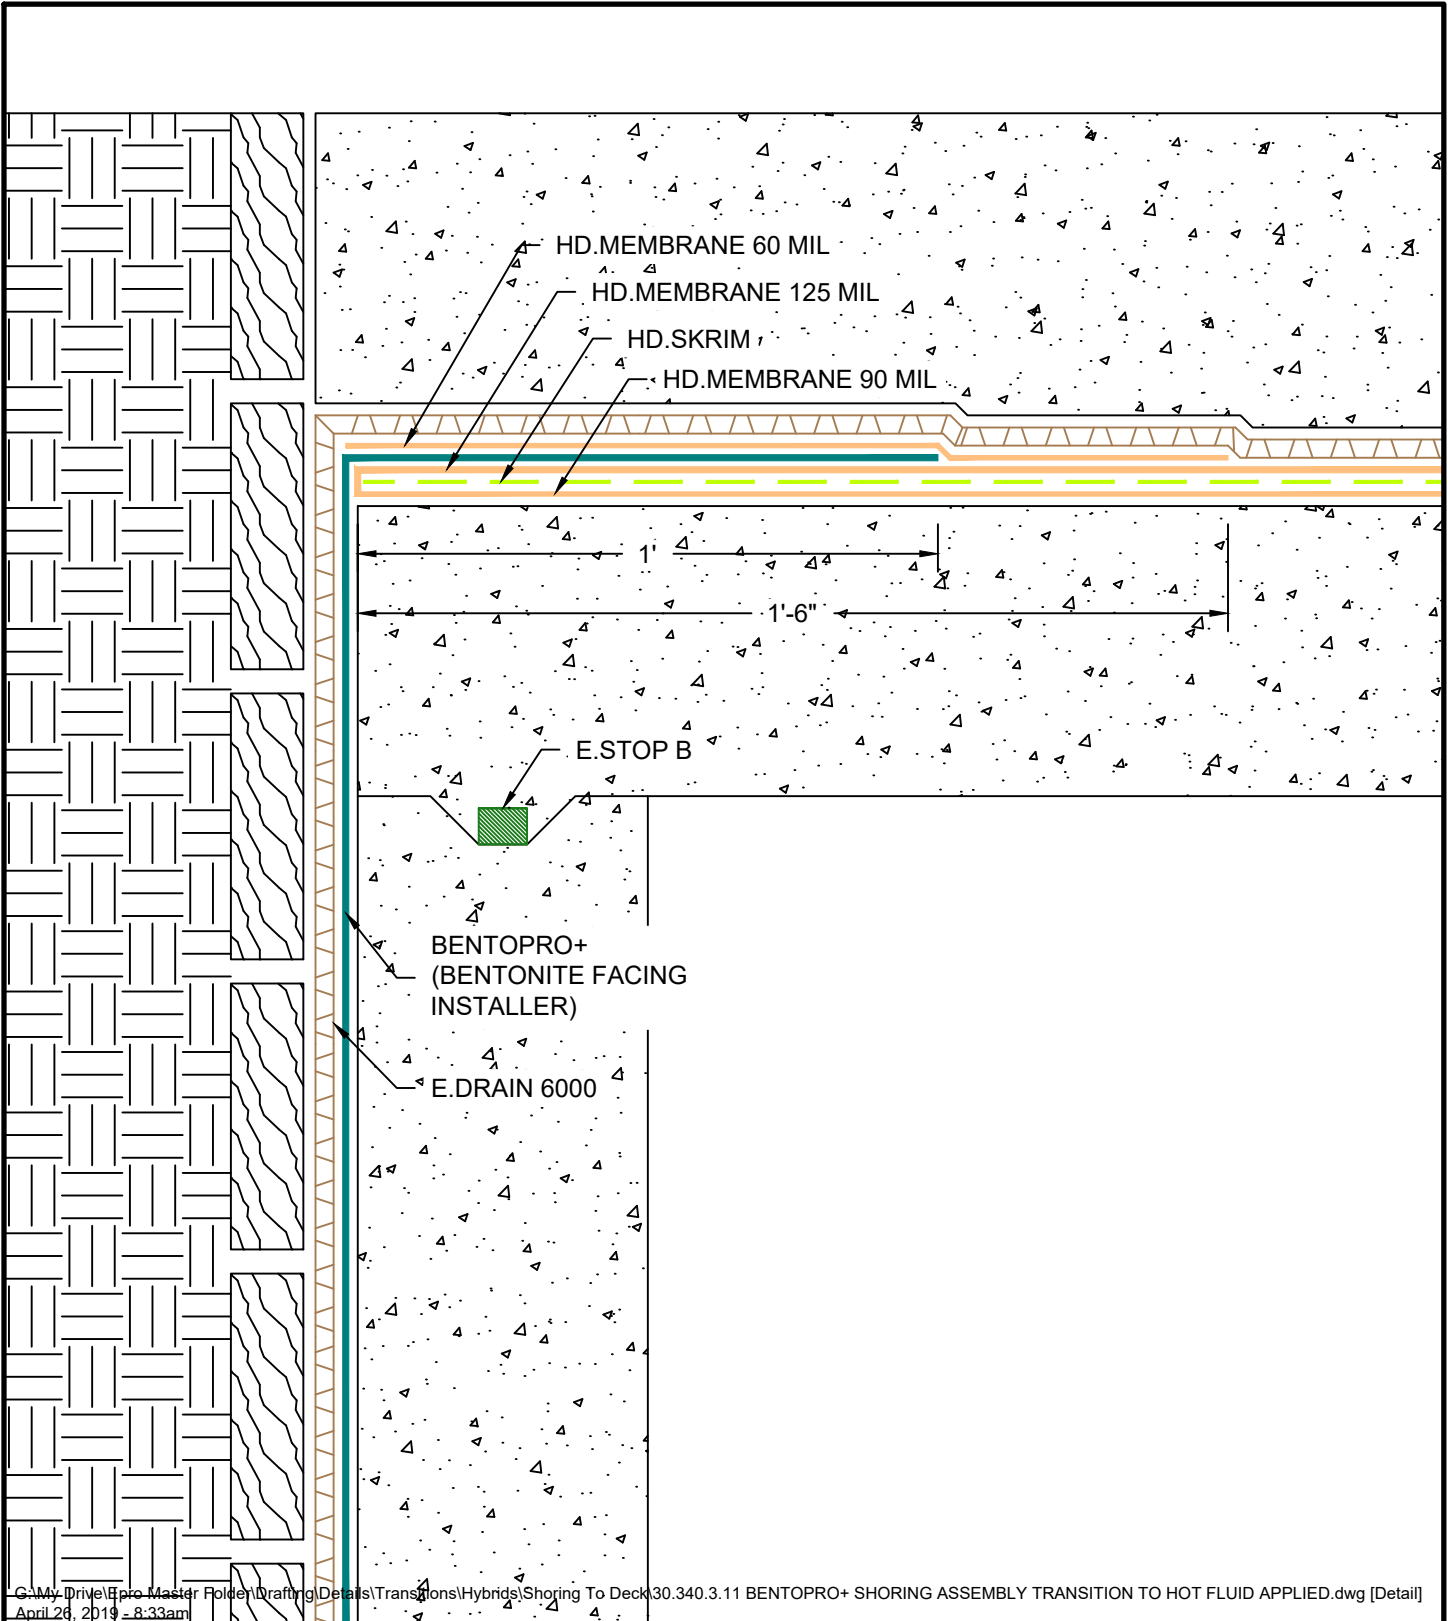 HD.MEMBRANE 60 MIL
HD.MEMBRANE 125 MIL
HD.SKRIM
HD.MEMBRANE 90 MIL
1'
1'-6"
E.STOP B
BENTOPRO+
(BENTONITE FACING
INSTALLER)
E.DRAIN 6000
G:\My Drive\Epro Master Folder\Drafting\Details\Transitions\Hybrids\Shoring To Deck\30.340.3.11 BENTOPRO+ SHORING ASSEMBLY TRANSITION TO HOT FLUID APPLIED.dwg [Detail]
April 26, 2019 - 8:33am